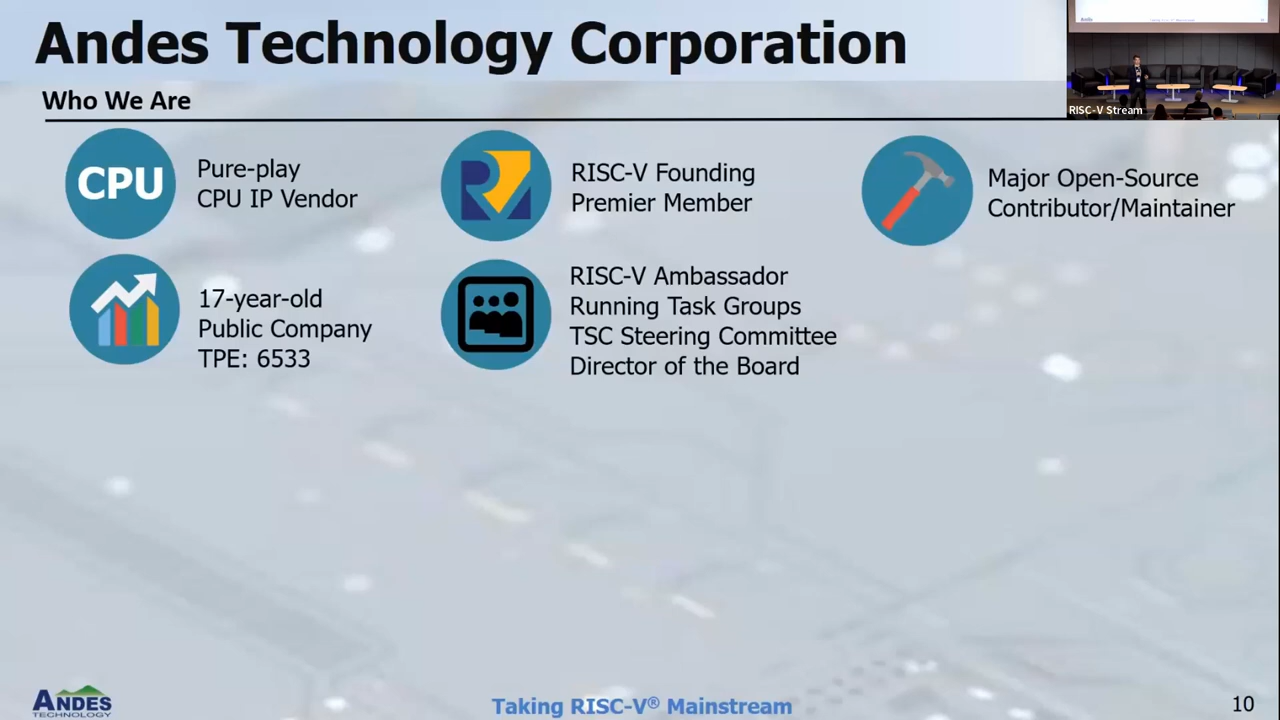 Andes Technology Corporation
Who We Are
RISC-V Stream
CPU
Pure-play
CPU IP Vendor
RISC-V Founding
Premier Member
Major Open-Source
Contributor/Maintainer
17-year-old
Public Company
TPE: 6533
RISC-V Ambassador
Running Task Groups
TSC Steering Committee
Director of the Board
ANDES
TECHNOLOGY
Taking RISC-V® Mainstream
10